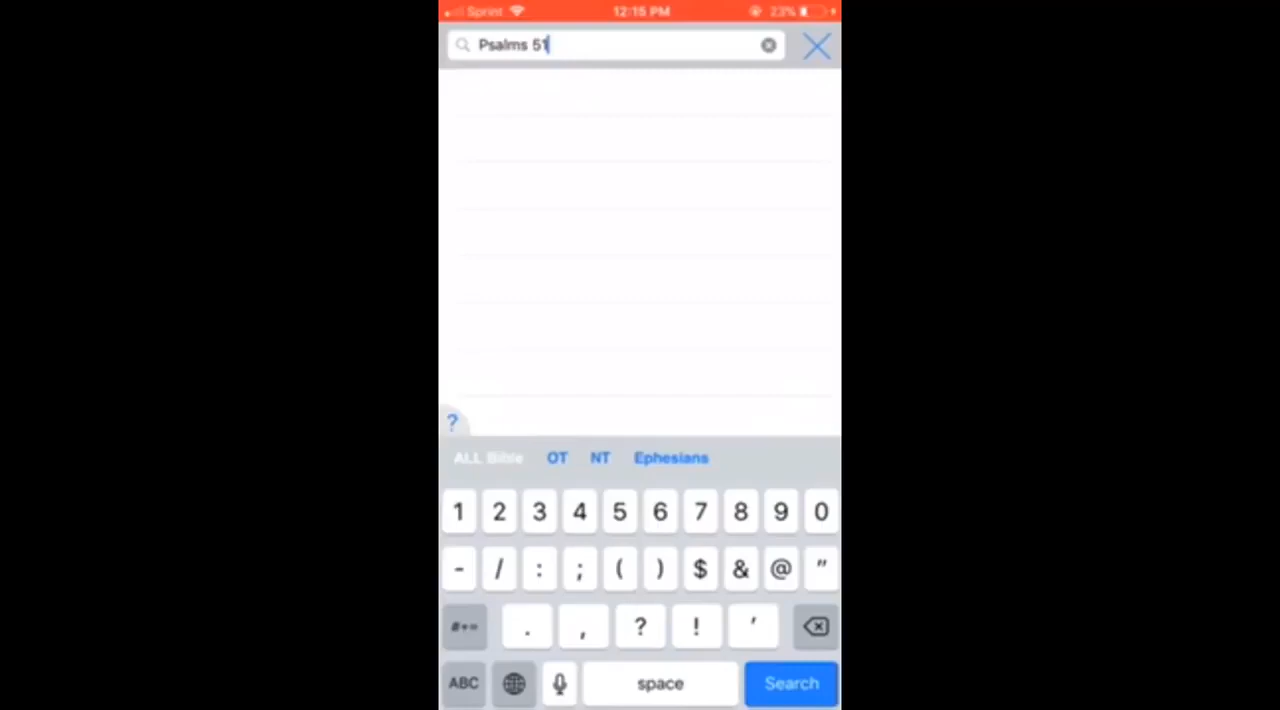 Sprint 12:15 PM 23%
Psalms 51
?
ALL Bible OT NT Ephesians
1 2 3 4 5 6 7 8 9 0
- / : ; ( ) $ & @ "
#+= . , ? ! '
ABC space Search